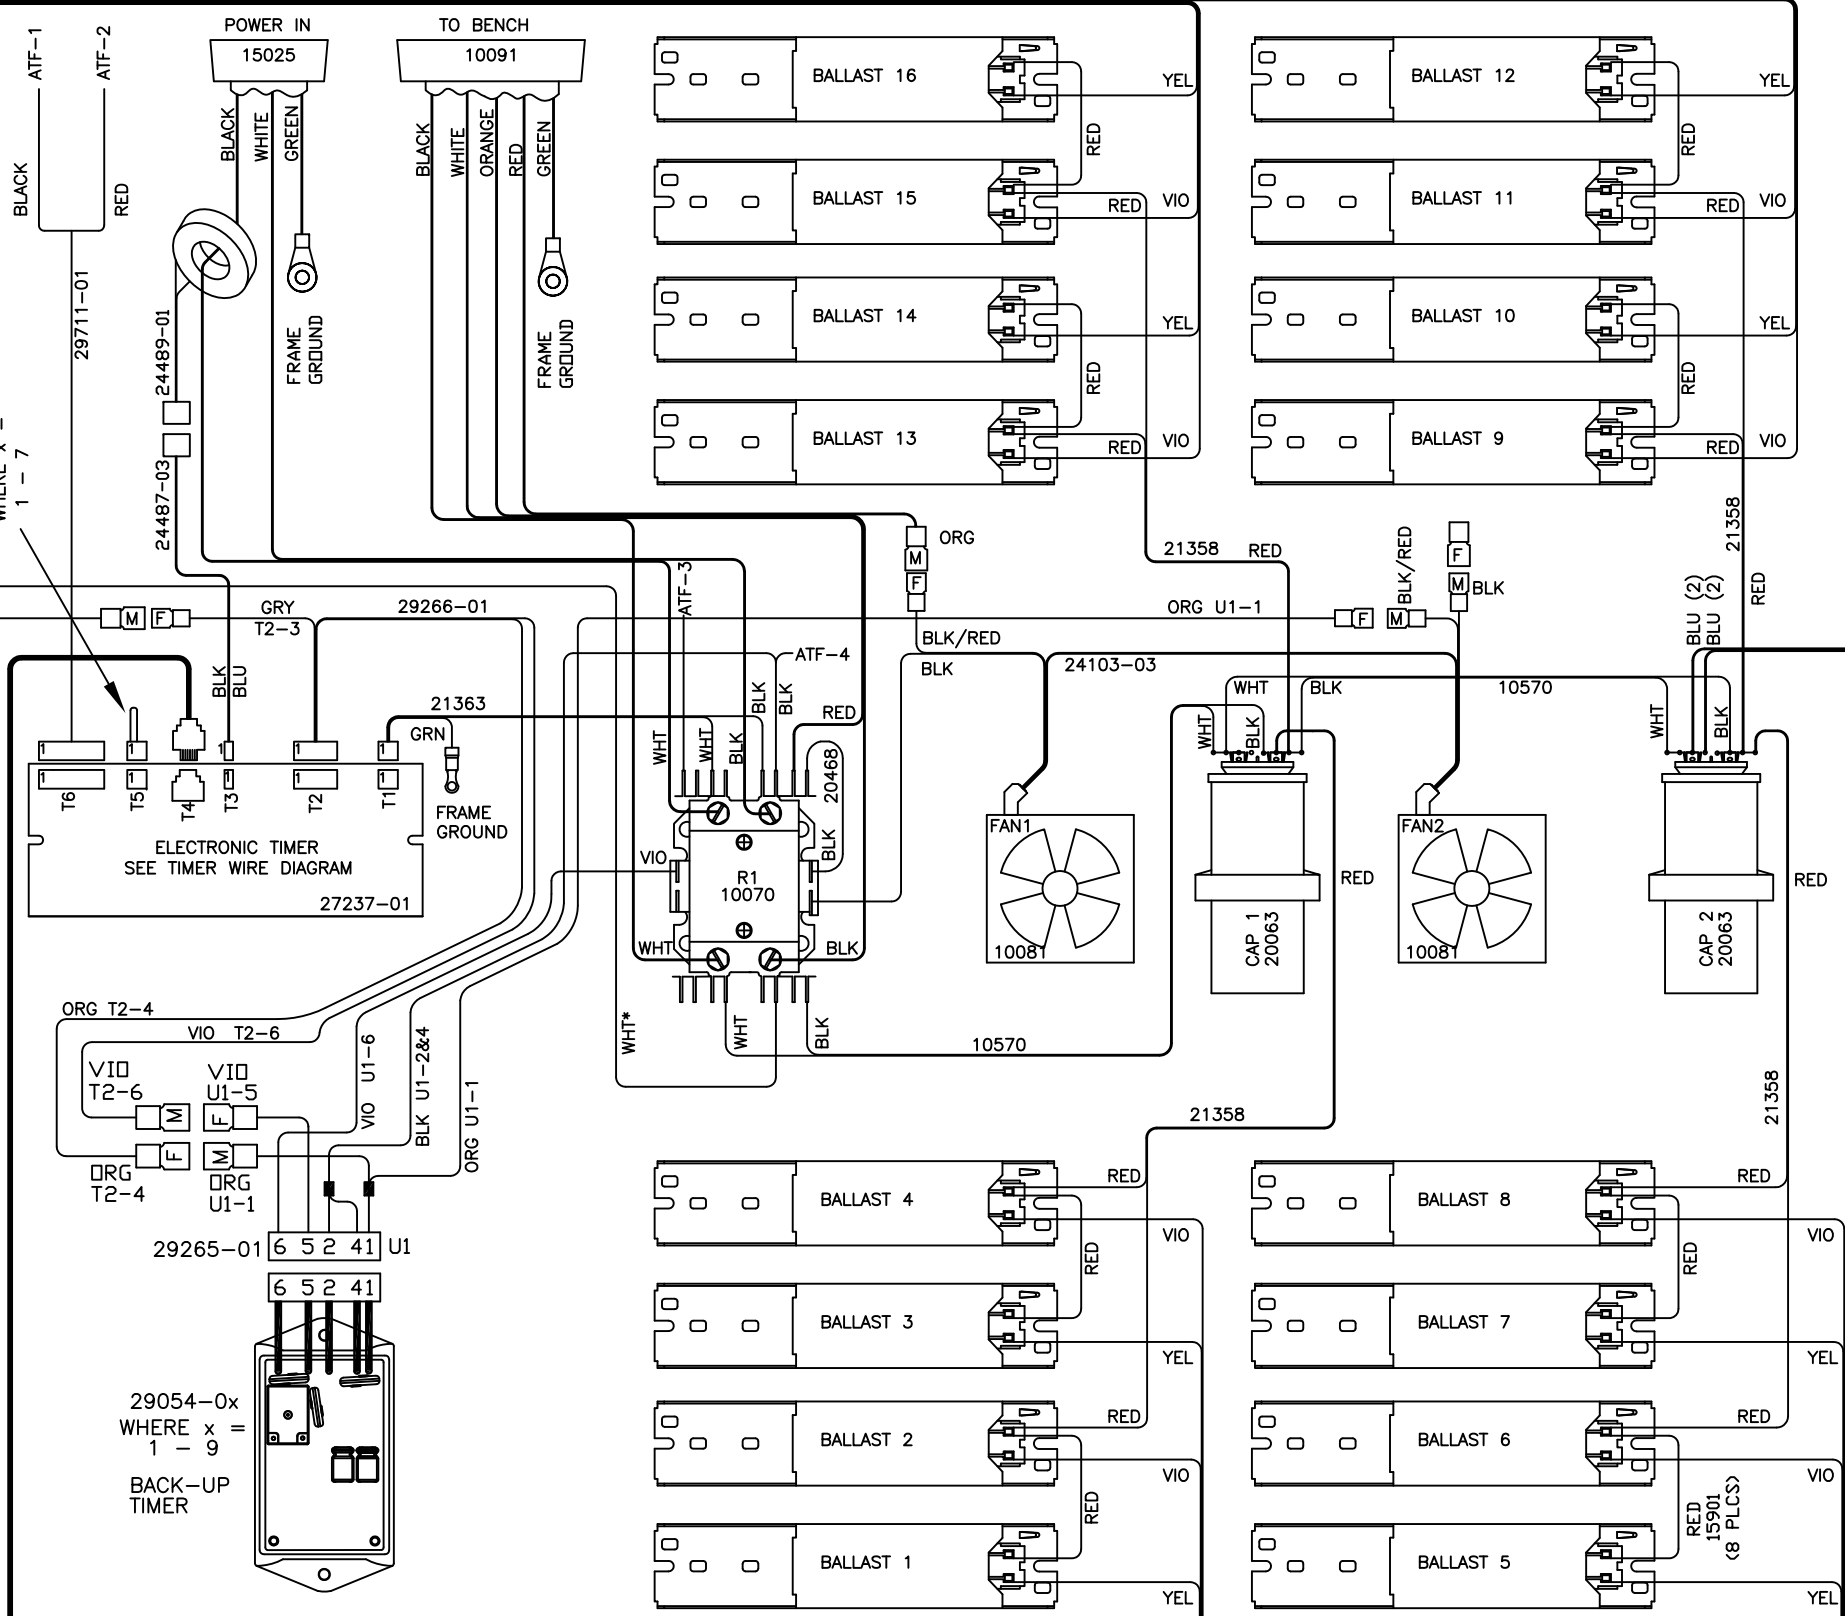 POWER IN
15025
TO BENCH
10091
ATF-1
ATF-2
BLACK
RED
29711-01
BLACK
WHITE
GREEN
BLACK
WHITE
ORANGE
RED
GREEN
FRAME
GROUND
FRAME
GROUND
24489-01
24487-03
1 - 7
BALLAST 16
YEL
RED
BALLAST 15
RED
VIO
BALLAST 14
YEL
RED
BALLAST 13
RED
VIO
BALLAST 12
YEL
RED
BALLAST 11
RED
VIO
BALLAST 10
YEL
RED
BALLAST 9
RED
VIO
21358
RED
21358 RED
ORG
M
F
BLK/RED
BLK
BLK/RED
F
M
BLK
ORG U1-1
F
M
BLU (2)
BLU (2)
M
F
GRY
T2-3
29266-01
ATF-3
ATF-4
24103-03
BLK
BLU
21363
GRN
FRAME
GROUND
WHT
WHT
BLK
BLK
BLK
RED
20468
WHT
BLK
10570
WHT
BLK
WHT
BLK
1
1
1
1
1
1
1
1
1
1
T6
T5
T4
T3
T2
T1
ELECTRONIC TIMER
SEE TIMER WIRE DIAGRAM
27237-01
VIO
BLK
R1
10070
WHT
BLK
FAN1
10081
CAP 1
20063
RED
FAN2
10081
CAP 2
20063
RED
WHT*
WHT
BLK
10570
ORG T2-4
VIO T2-6
VIO
T2-6
VIO
U1-5
M
F
F
M
ORG
T2-4
ORG
U1-1
VIO U1-6
BLK U1-2&4
ORG U1-1
29265-01
6 5 2 41
U1
6 5 2 41
29054-0x
WHERE x =
1 - 9
BACK-UP
TIMER
21358
21358
BALLAST 4
RED
VIO
RED
BALLAST 3
YEL
BALLAST 2
RED
VIO
RED
BALLAST 1
YEL
BALLAST 8
RED
VIO
RED
BALLAST 7
YEL
BALLAST 6
RED
VIO
RED
15901
(8 PLCS)
BALLAST 5
YEL